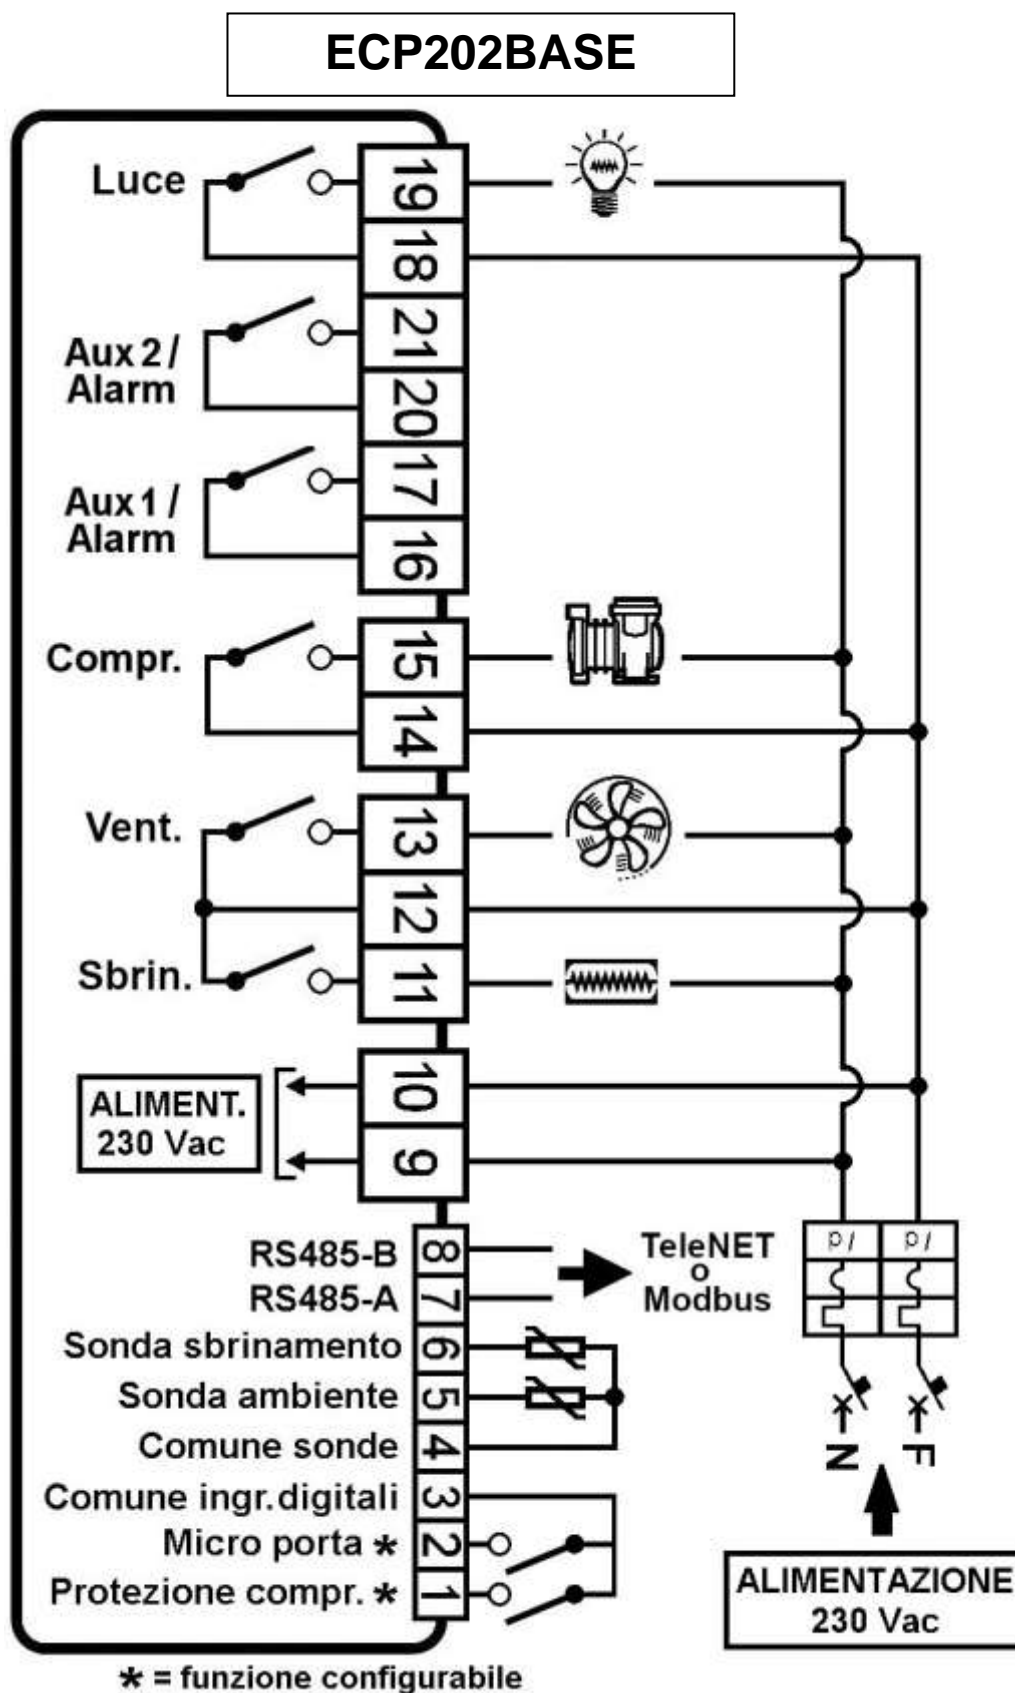 ECP202BASE
Luce
19
18
Aux 2 /
Alarm
21
20
Aux 1 /
Alarm
17
16
Compr.
15
14
Vent.
13
12
Sbrin.
11
ALIMENT.
230 Vac
10
9
RS485-B
8
RS485-A
7
TeleNET
o
Modbus
Id
Id
Sonda sbrinamento
6
Sonda ambiente
5
Comune sonde
4
N
F
Comune ingr.digitali
3
Micro porta *
2
Protezione compr. *
1
ALIMENTAZIONE
230 Vac
* = funzione configurabile